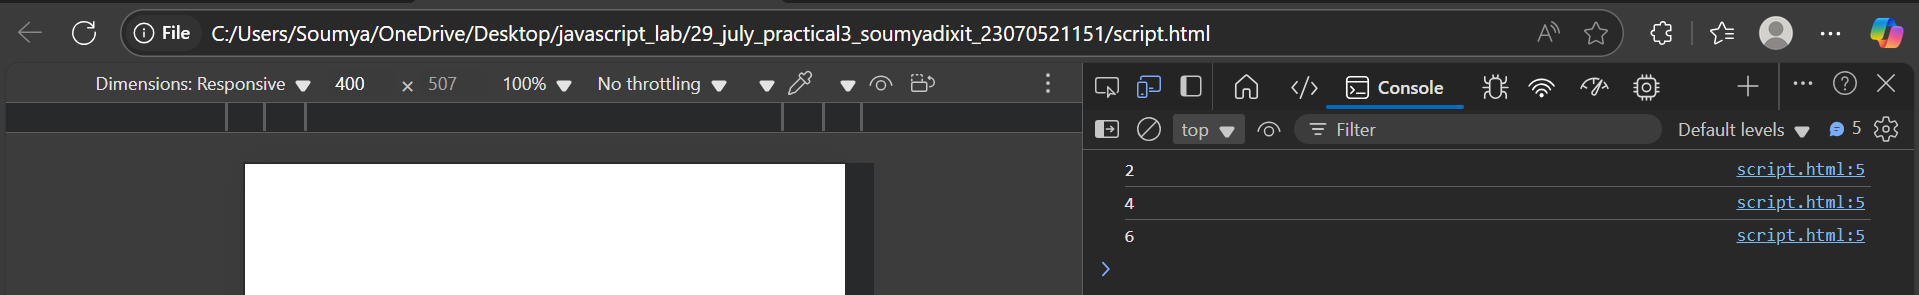 File C:/Users/Soumya/OneDrive/Desktop/javascript_lab/29_july_practical3_soumyadixit_23070521151/script.html
Dimensions: Responsive 400 × 507 100% No throttling
Console
top Filter Default levels 5
2 script.html:5
4 script.html:5
6 script.html:5